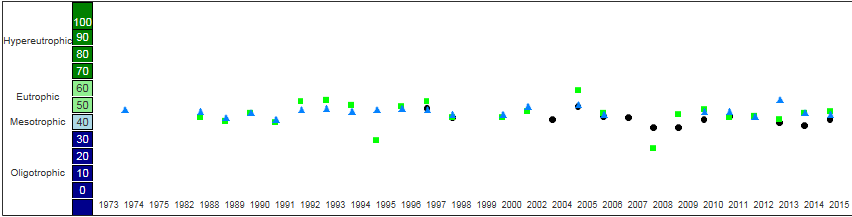 100
Hypereutrophic 90
80
70
60
Eutrophic
50
Mesotrophic 40
30
20
Oligotrophic 10
0
1973 1974 1975 1982 1988 1989 1990 1991 1992 1993 1994 1995 1996 1997 1998 1999 2000 2002 2004 2005 2006 2007 2008 2009 2010 2011 2012 2013 2014 2015